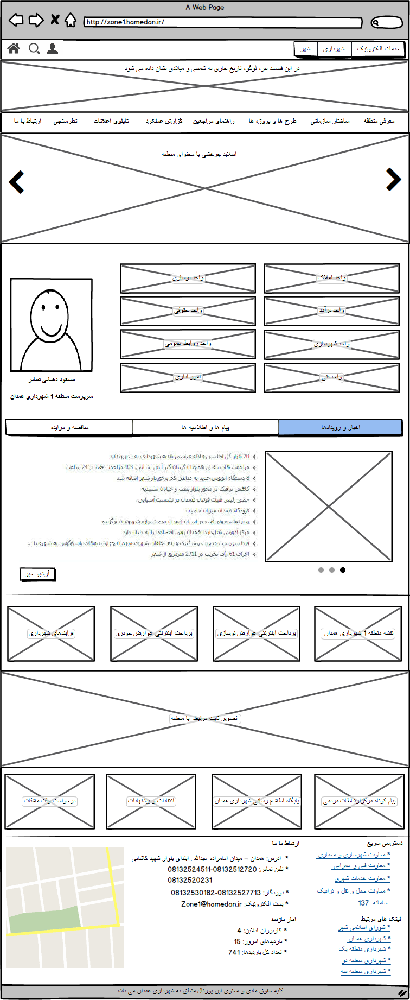 A Web Page
http://zone1.hamedan.ir/
خدمات الکترونیک
شهرداری
شهر
در این قسمت بنر، لوگو، تاریخ جاری به شمسی و میلادی نشان داده می شود
معرفی منطقه
ساختار سازمانی
طرح ها و پروژه ها
راهنمای مراجعین
گزارش عملکرد
تابلوی اعلانات
نظرسنجی
ارتباط با ما
اسلاید چرخشی با محتوای منطقه
واحد املاک
واحد نوسازی
واحد درآمد
واحد حقوقی
واحد شهرسازی
واحد روابط عمومی
واحد فنی
امور اداری
مسعود دهبانی صابر
سرپرست منطقه 1 شهرداری همدان
اخبار و رویدادها
پیام ها و اطلاعیه ها
مناقصه و مزایده
20 هزار گل اطلسی و لاله عباسی هدیه شهرداری به شهروندان
مزاحمت های تلفنی همچنان گریبان گیر آتش نشانی، 403 مزاحمت فقط در 24 ساعت
8 دستگاه اتوبوس جدید به مناطق کم برخوردار شهر اضافه شد
کاهش ترافیک در محور بلوار بعثت و خیابان سعیدیه
حضور رئیس هیأت فوتبال همدان در نشست آسیایی
فرودگاه همدان میزبان حاجیان
پیام نماینده ولی‌فقیه در استان همدان به جشنواره شهروندان برگزیده
مرکز آموزش هتل‌داری همدان رونق اقتصادی را به دنبال دارد
فردا سرپرست مدیریت پیشگیری و رفع تخلفات شهری میهمان چهارشنبه‌های پاسخ‌گویی به شهروندا ...
اجرای 61 رأی تخریب در 2711 مترمربع از شهر
آرشیو خبر
نقشه منطقه 1 شهرداری همدان
پرداخت اینترنتی عوارض نوسازی
پرداخت اینترنتی عوارض خودرو
فرایندهای شهرداری
تصویر ثابت مرتبط با منطقه
پیام کوتاه مرکزارتباطات مردمی
پایگاه اطلاع رسانی شهرداری همدان
انتقادات و پیشنهادات
درخواست وقت ملاقات
دسترسی سریع
* معاونت شهرسازی و معماری
* معاونت فنی و عمرانی
* معاونت خدمات شهری
* معاونت حمل و نقل و ترافیک
سامانه 137
لینک های مرتبط
* شورای اسلامی شهر
* شهرداری همدان
* شهرداری منطقه یک
* شهرداری منطقه دو
* شهرداری منطقه سه
ارتباط با ما
* آدرس: همدان – میدان امامزاده عبدالله . ابتدای بلوار شهید کاشانی
* تلفن تماس: 08132512720-08132524511
08132520231
* دورنگار: 08132527713-08132530182
* پست الکترونیک: Zone1@hamedan.ir
آمار بازدید
* کاربران آنلاین: 4
* بازدیدهای امروز: 15
* تعداد کل بازدیدها: 741
کلیه حقوق مادی و معنوی این پورتال متعلق به شهرداری همدان می باشد